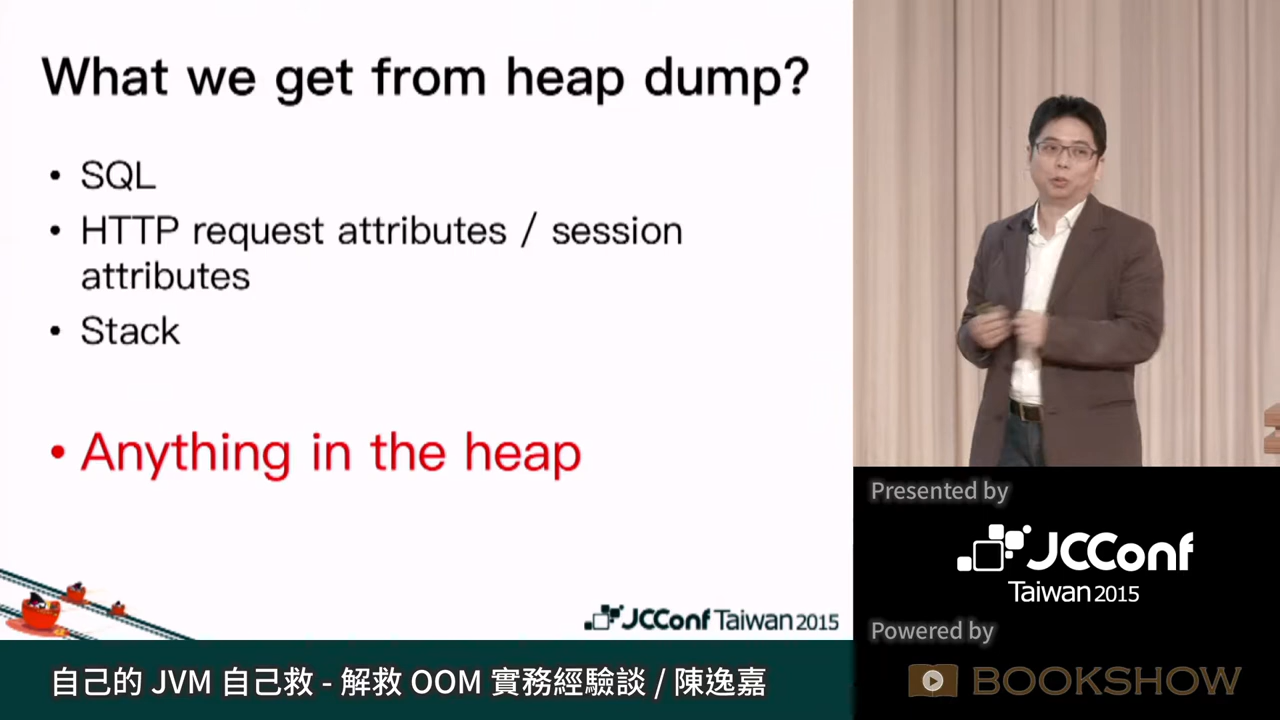 What we get from heap dump?
• SQL
• HTTP request attributes / session
attributes
• Stack
• Anything in the heap
JCConf Taiwan 2015
自己的 JVM 自己救 - 解救 OOM 實務經驗談 / 陳逸嘉
Presented by
JCConf
Taiwan 2015
Powered by
BOOKSHOW